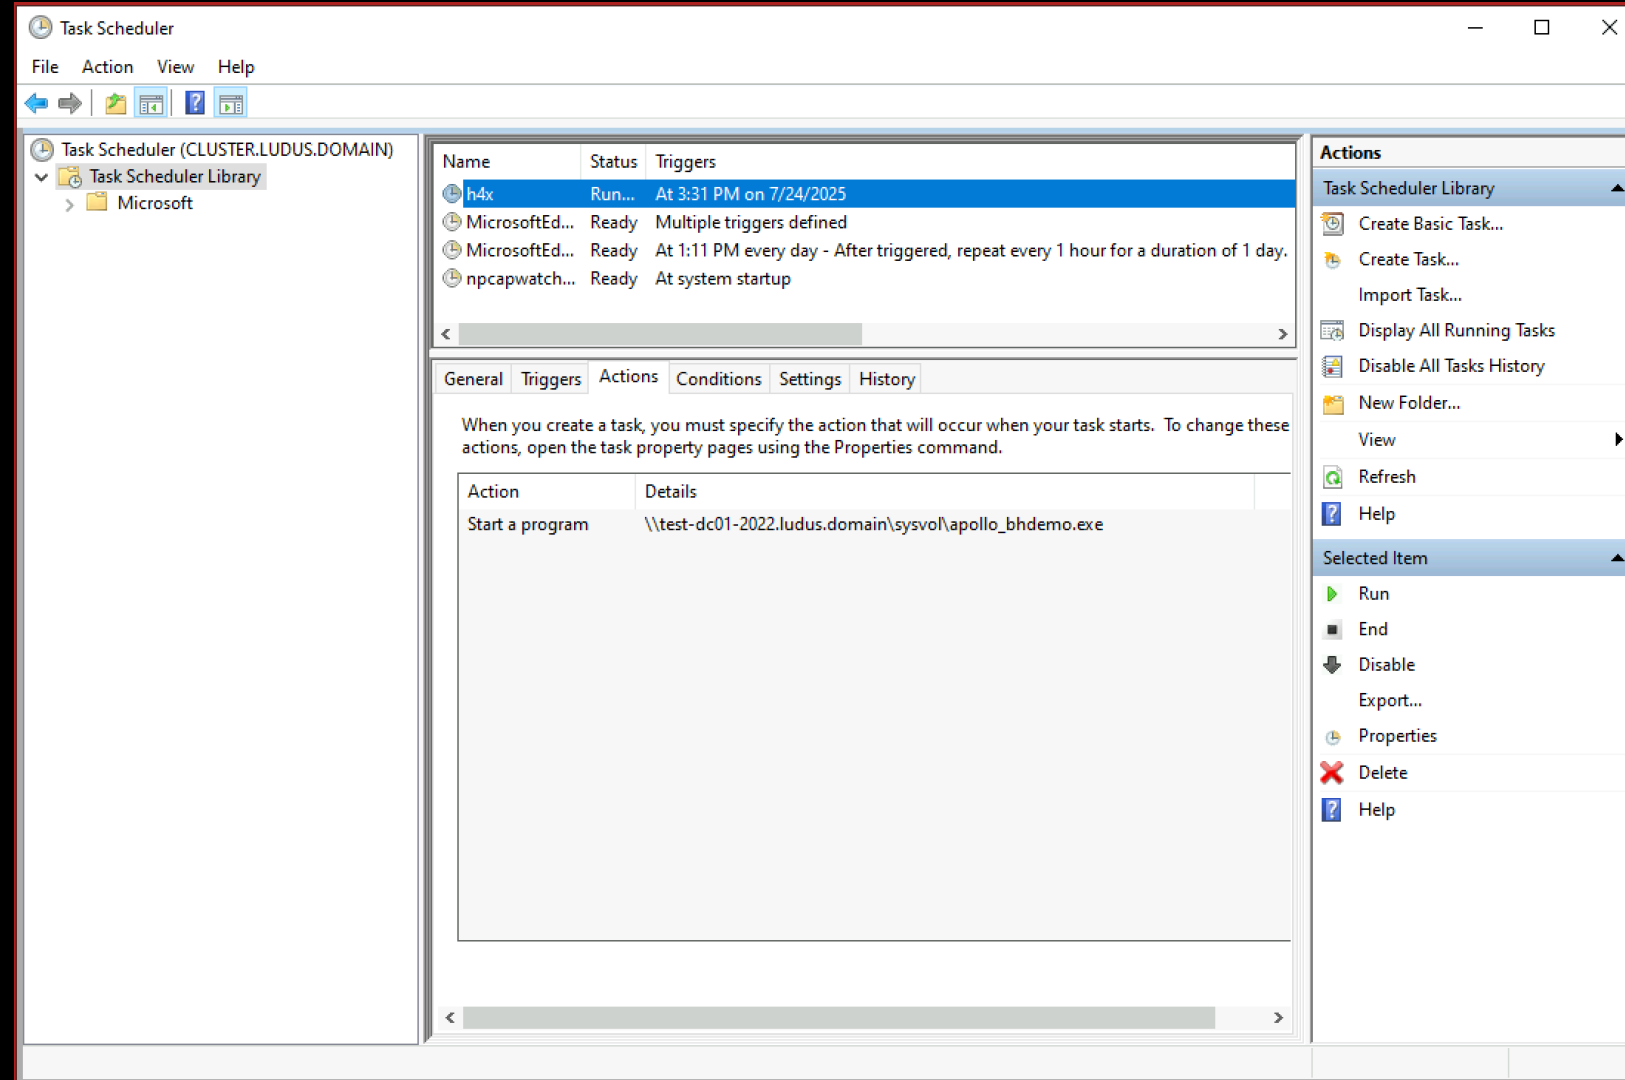 Task Scheduler
File Action View Help
Task Scheduler (CLUSTER.LUDUS.DOMAIN)
Task Scheduler Library
Microsoft
Name Status Triggers
h4x Run... At 3:31 PM on 7/24/2025
MicrosoftEd... Ready Multiple triggers defined
MicrosoftEd... Ready At 1:11 PM every day - After triggered, repeat every 1 hour for a duration of 1 day.
npcapwatch... Ready At system startup
General Triggers Actions Conditions Settings History
When you create a task, you must specify the action that will occur when your task starts. To change these
actions, open the task property pages using the Properties command.
Action Details
Start a program \\test-dc01-2022.ludus.domain\sysvol\apollo_bhdemo.exe
Actions
Task Scheduler Library
Create Basic Task...
Create Task...
Import Task...
Display All Running Tasks
Disable All Tasks History
New Folder...
View
Refresh
Help
Selected Item
Run
End
Disable
Export...
Properties
Delete
Help